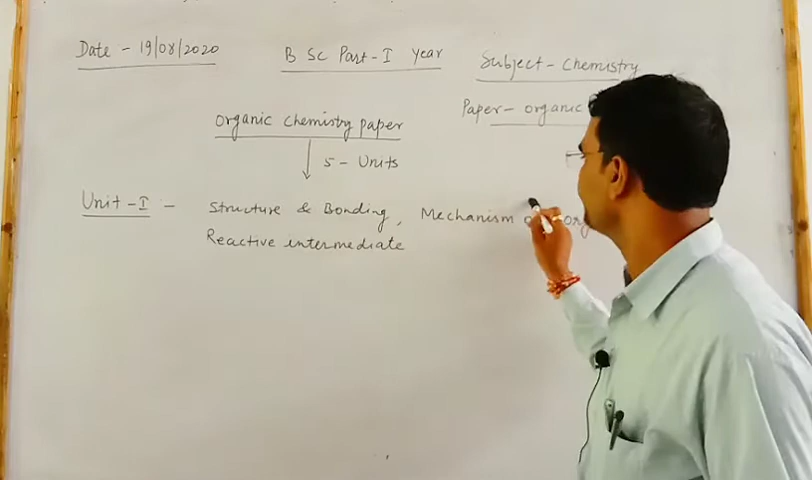 Date - 19/08/2020
B Sc Part - I Year
Subject - Chemistry
Paper - organic
organic chemistry paper
5 - Units
Unit - I :-
Structure & Bonding, Mechanism
Reactive intermediate